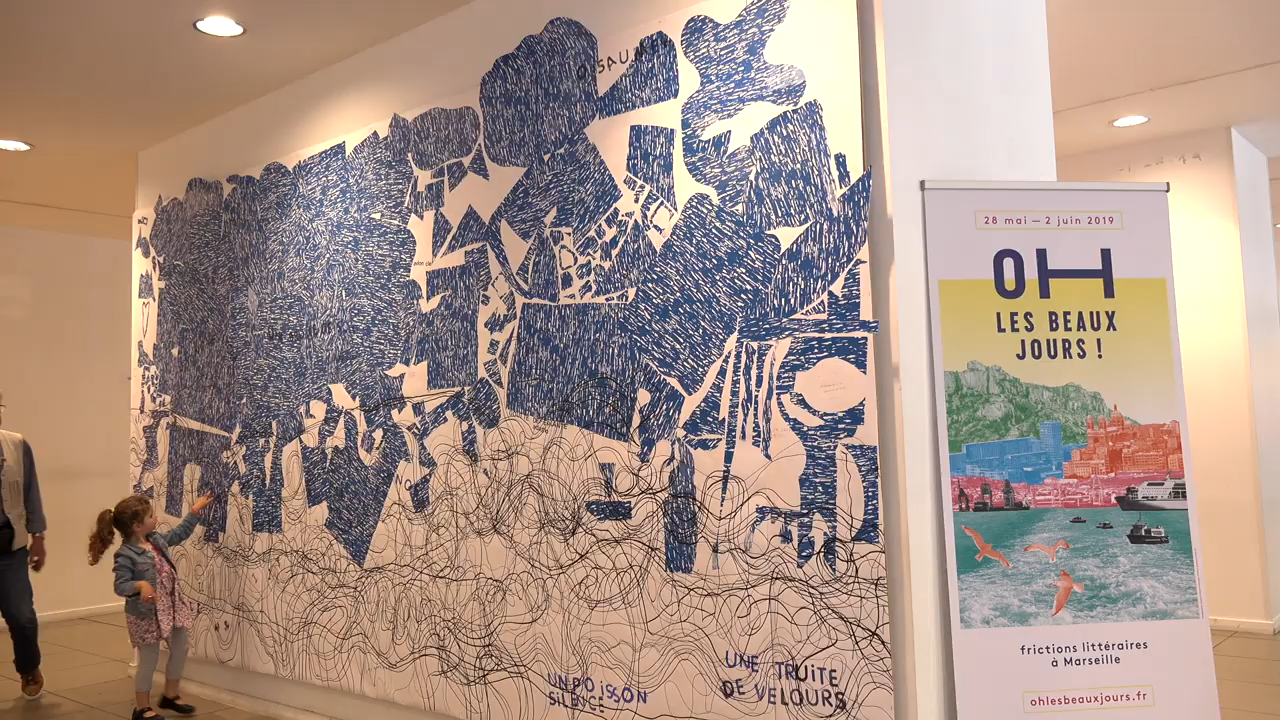 28 mai — 2 juin 2019
OH
LES BEAUX
JOURS !
frictions littéraires
à Marseille
ohlesbeauxjours.fr
UN POISSON
SILENCE
UNE TRUITE
DE VELOURS